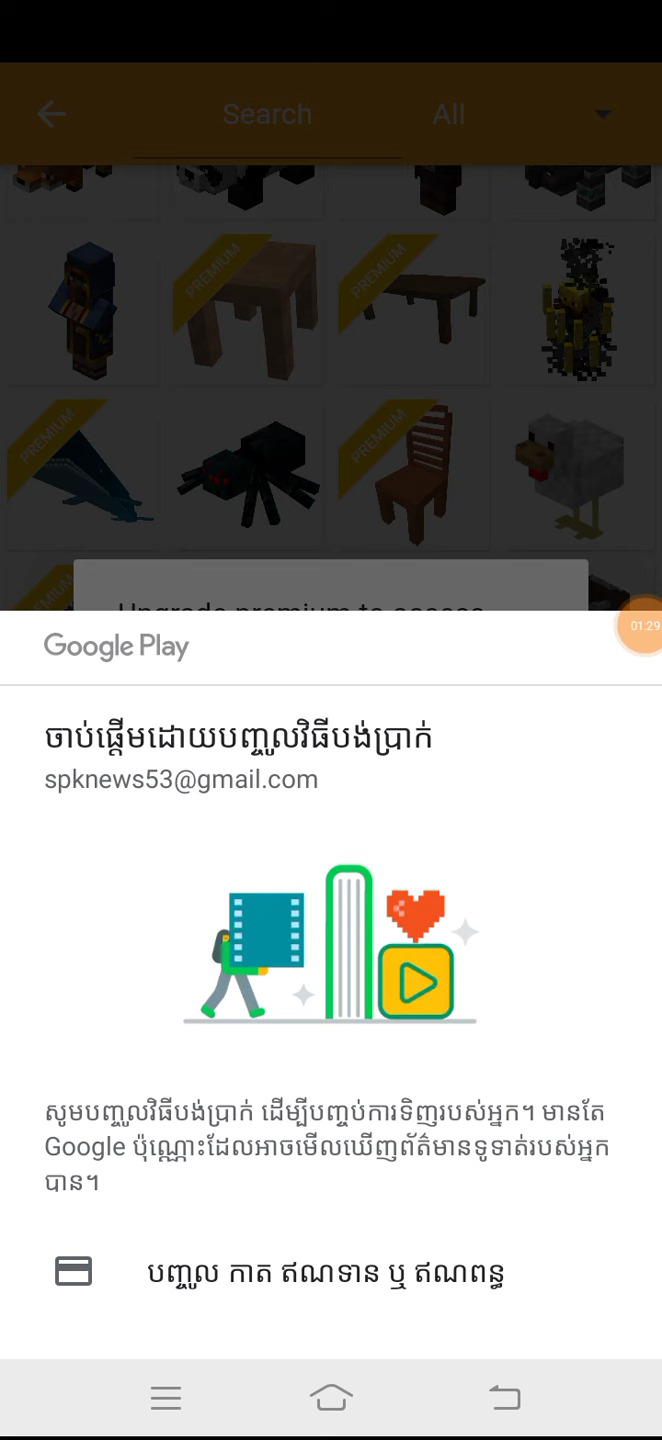 Search
All
PREMIUM
PREMIUM
PREMIUM
PREMIUM
Upgrade premium to access
01:29
Google Play
ចាប់ផ្ដើមដោយបញ្ចូលវិធីបង់ប្រាក់
spknews53@gmail.com
សូមបញ្ចូលវិធីបង់ប្រាក់ ដើម្បីបញ្ចប់ការទិញរបស់អ្នក។ មានតែ
Google ប៉ុណ្ណោះដែលអាចមើលឃើញព័ត៌មានទូទាត់របស់អ្នក
បាន។
បញ្ចូល កាត ឥណទាន ឬ ឥណពន្ធ